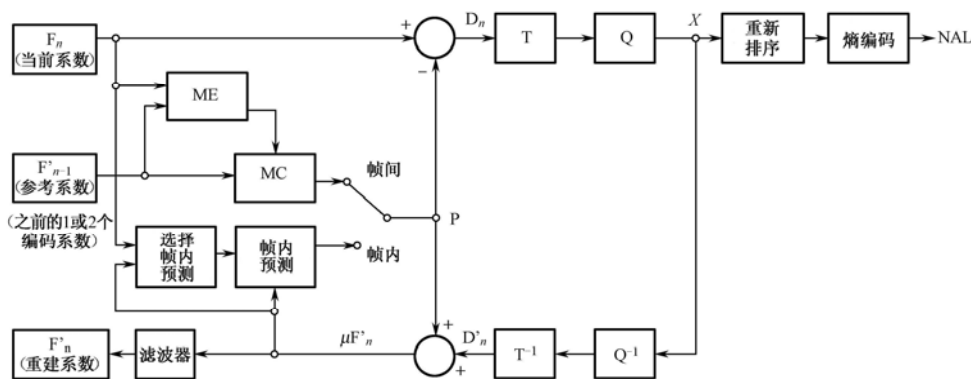 Fn
(当前系数)
ME
F'n-1
(参考系数)
(之前的1或2个
编码系数)
MC
帧间
P
选择
帧内
预测
帧内
预测
帧内
F'n
(重建系数)
滤波器
μF'n
+
−
Dn
T
Q
X
重新
排序
熵编码
NAL
+
+
D'n
T⁻¹
Q⁻¹